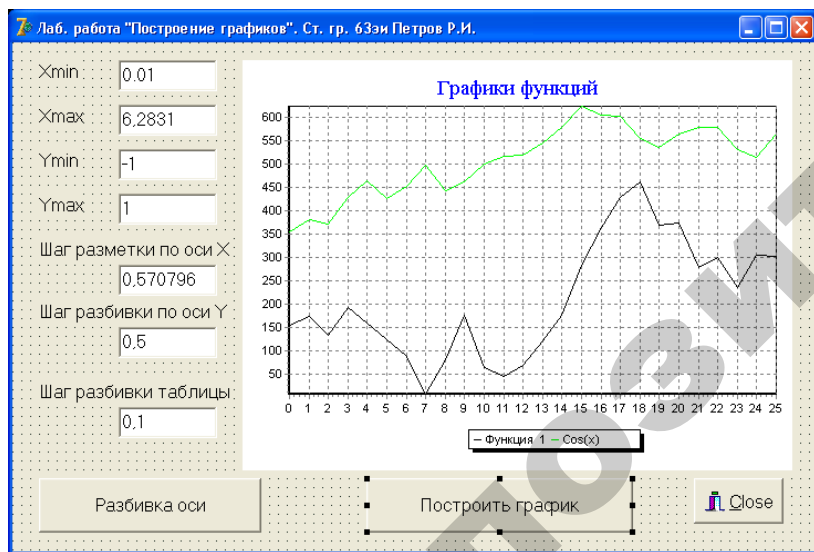 Лаб. работа "Построение графиков". Ст. гр. 63эи Петров Р.И.
Xmin 0.01
Xmax 6,2831
Ymin -1
Ymax 1
Шаг разметки по оси X
0,570796
Шаг разбивки по оси Y
0,5
Шаг разбивки таблицы
0,1
Графики функций
600
550
500
450
400
350
300
250
200
150
100
50
0 1 2 3 4 5 6 7 8 9 10 11 12 13 14 15 16 17 18 19 20 21 22 23 24 25
Функция 1 Cos(x)
Разбивка оси
Построить график
Close